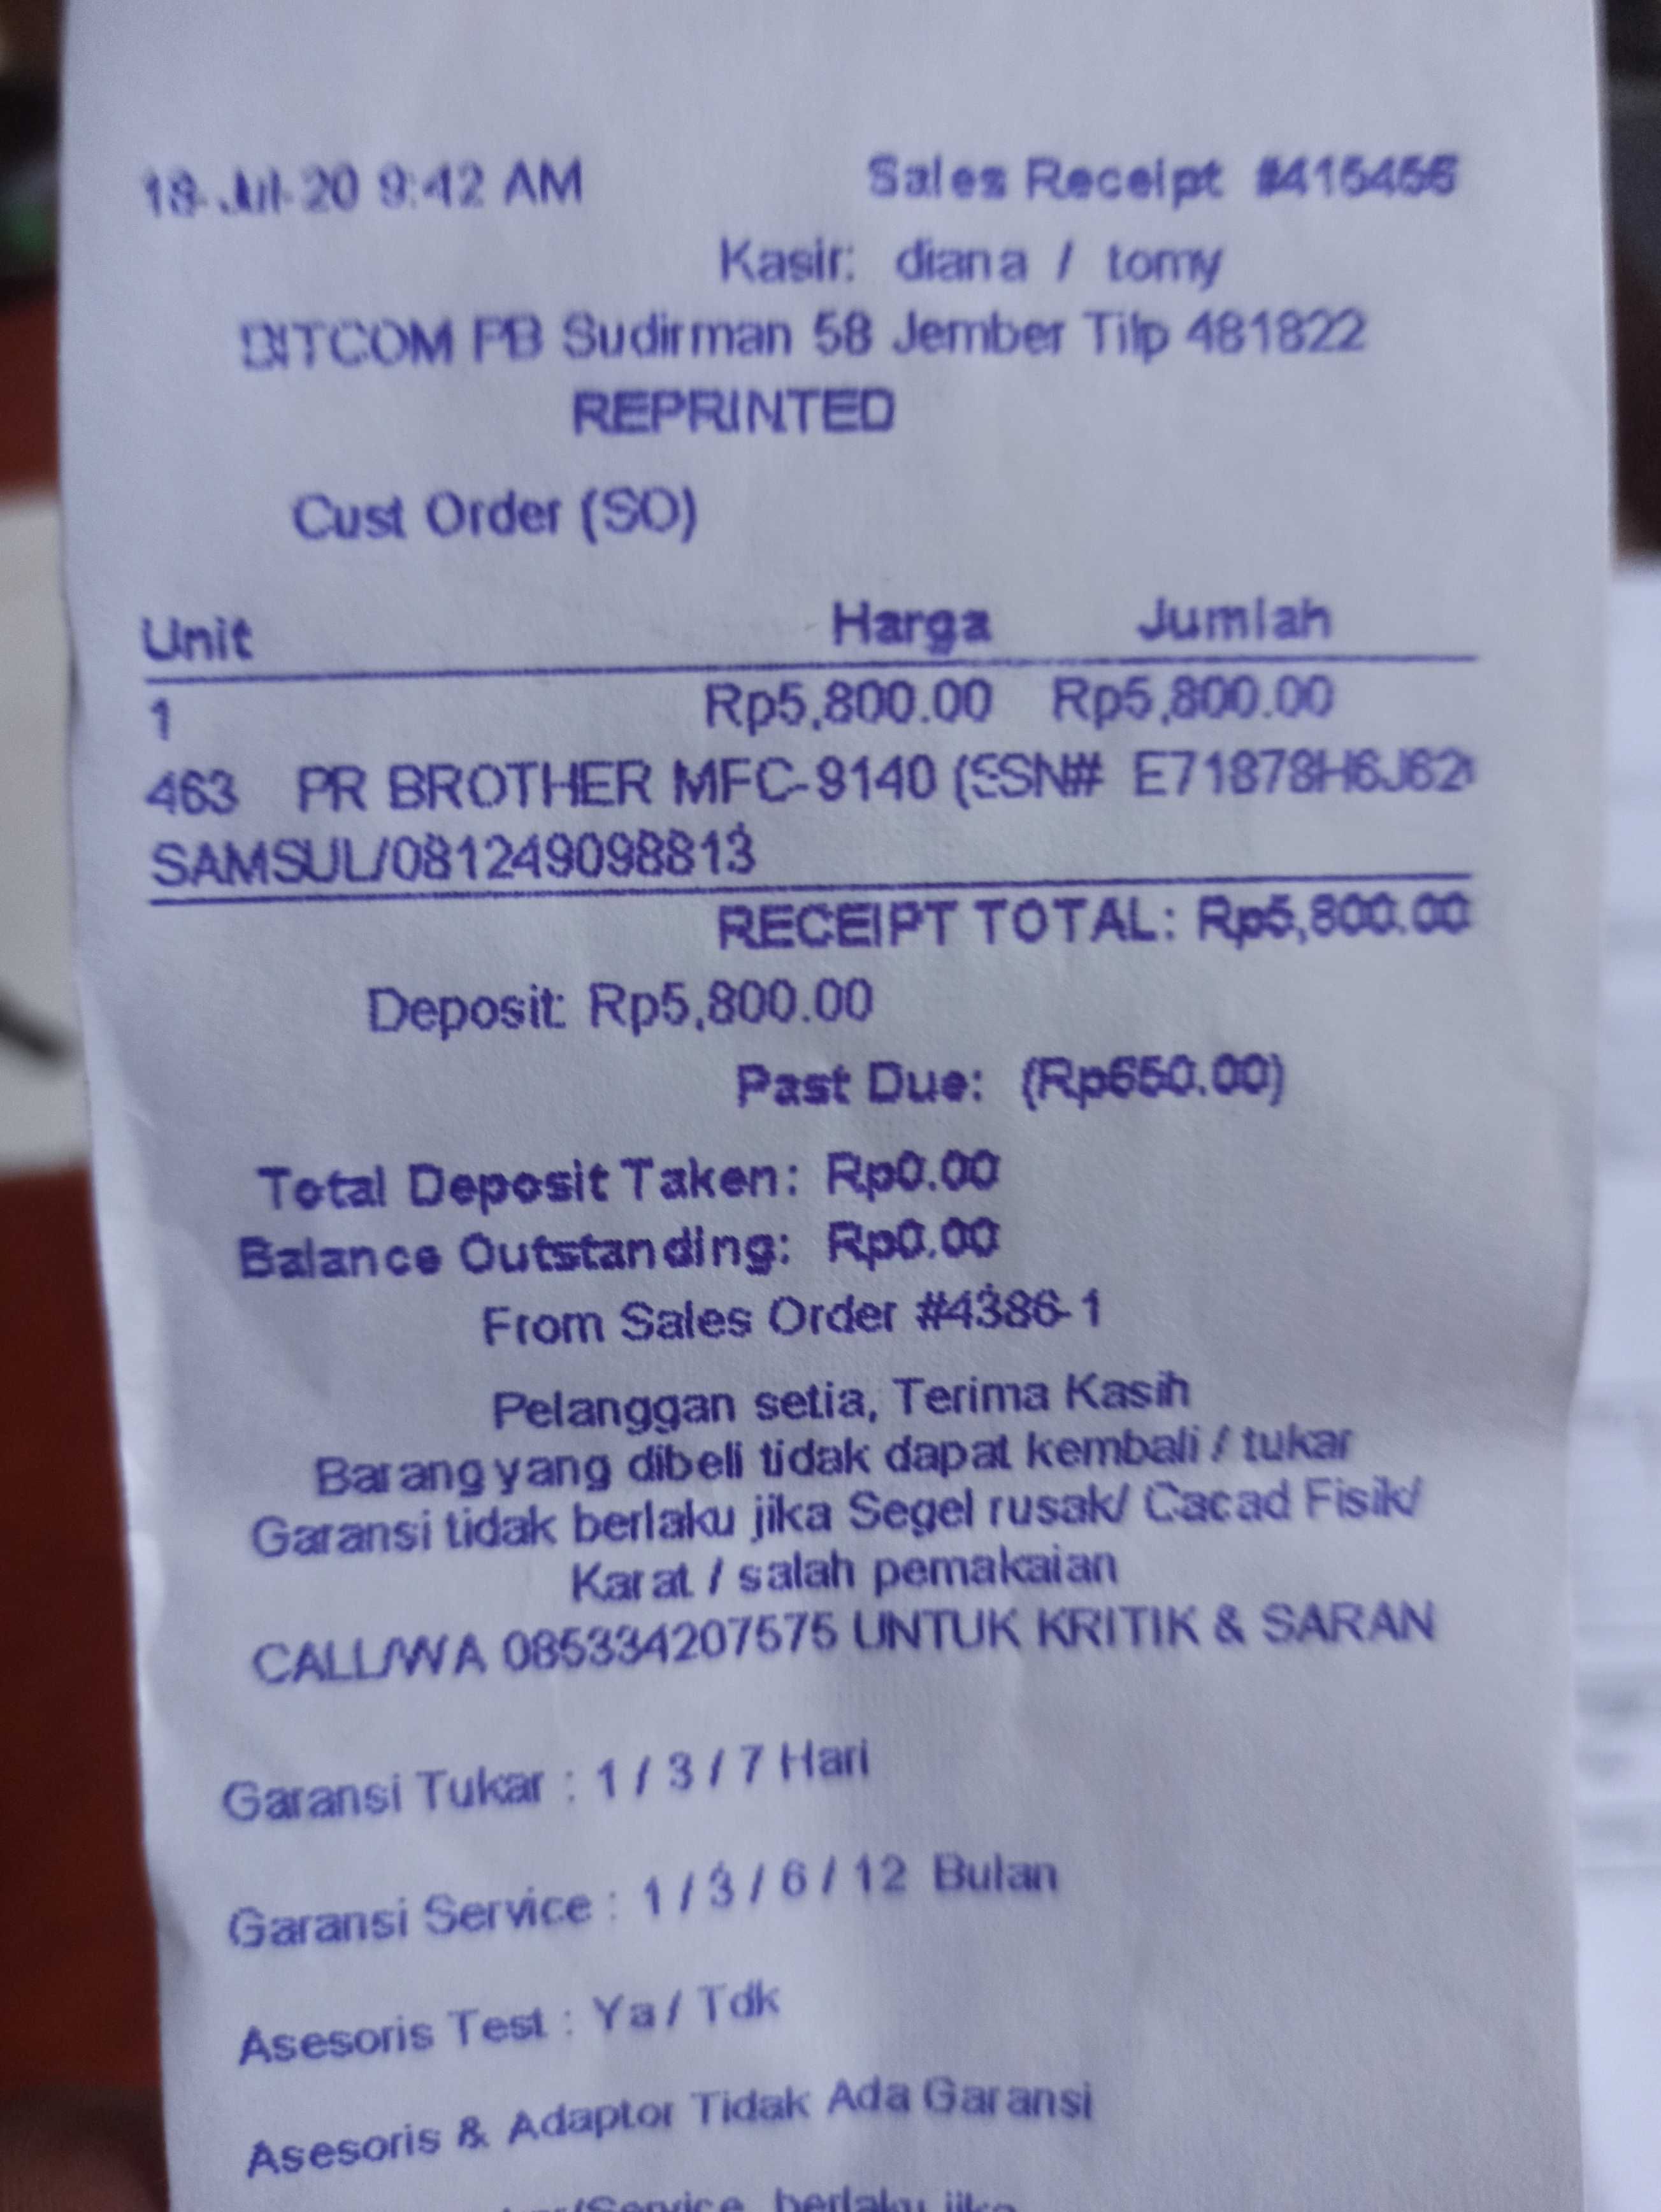 18-Jul-20 9:42 AM Sales Receipt #415456
Kasir: diana / tomy
BITCOM PB Sudirman 58 Jember Tilp 481822
REPRINTED
Cust Order (SO)
Unit Harga Jumlah
1 Rp5,800.00 Rp5,800.00
463 PR BROTHER MFC-9140 (SSN# E71878H6J62
SAMSUL/081249098813
RECEIPT TOTAL: Rp5,800.00
Deposit: Rp5,800.00
Past Due: (Rp650.00)
Total Deposit Taken: Rp0.00
Balance Outstanding: Rp0.00
From Sales Order #4386-1
Pelanggan setia, Terima Kasih
Barang yang dibeli tidak dapat kembali / tukar
Garansi tidak berlaku jika Segel rusak/ Cacad Fisik/
Karat / salah pemakaian
CALL/WA 085334207575 UNTUK KRITIK & SARAN
Garansi Tukar : 1 / 3 / 7 Hari
Garansi Service : 1 / 3 / 6 / 12 Bulan
Asesoris Test : Ya / Tdk
Asesoris & Adaptor Tidak Ada Garansi
/Service berlaku jika